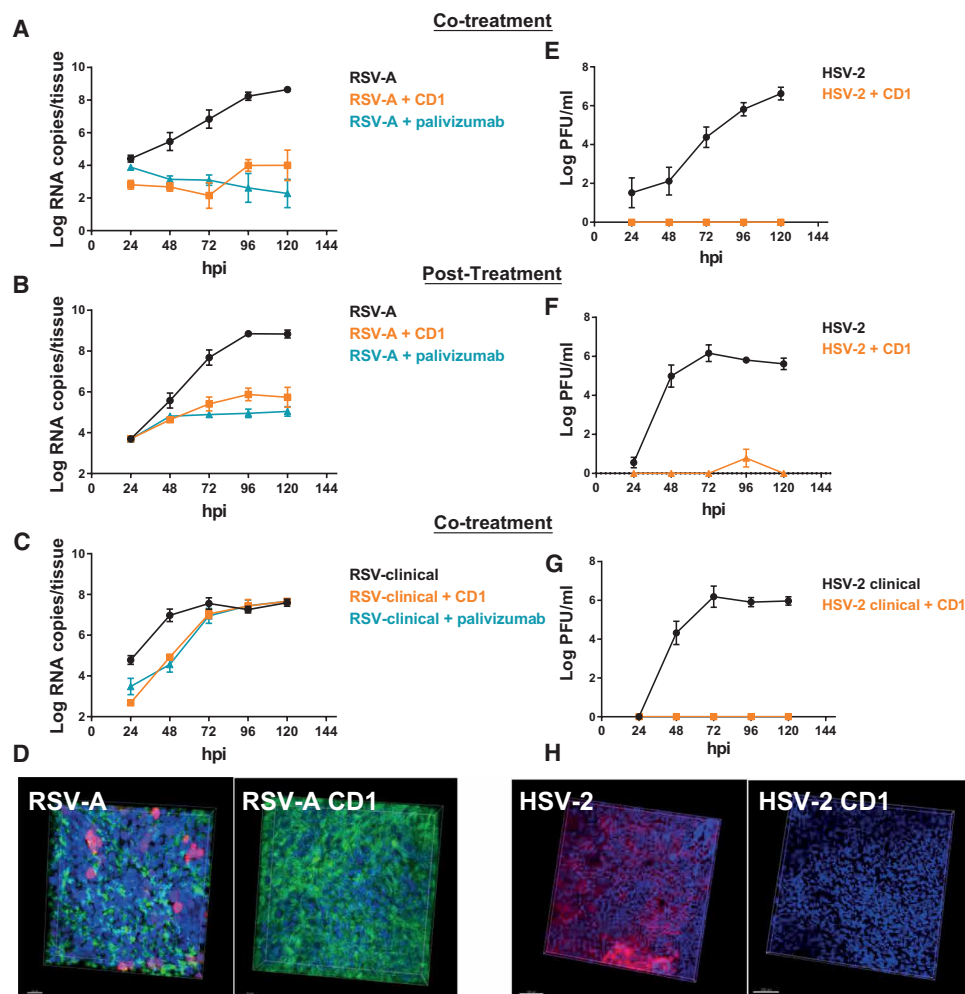 Co-treatment
A
Log RNA copies/tissue
10
8
6
4
2
0
0 24 48 72 96 120 144
hpi
RSV-A
RSV-A + CD1
RSV-A + palivizumab
E
Log PFU/ml
8
6
4
2
0
0 24 48 72 96 120 144
hpi
HSV-2
HSV-2 + CD1
Post-Treatment
B
Log RNA copies/tissue
10
8
6
4
2
0 24 48 72 96 120 144
hpi
RSV-A
RSV-A + CD1
RSV-A + palivizumab
F
Log PFU/ml
8
6
4
2
0
0 24 48 72 96 120 144
hpi
HSV-2
HSV-2 + CD1
Co-treatment
C
Log RNA copies/tissue
10
8
6
4
2
0 24 48 72 96 120 144
hpi
RSV-clinical
RSV-clinical + CD1
RSV-clinical + palivizumab
G
Log PFU/ml
8
6
4
2
0
0 24 48 72 96 120 144
hpi
HSV-2 clinical
HSV-2 clinical + CD1
D
RSV-A
RSV-A CD1
H
HSV-2
HSV-2 CD1